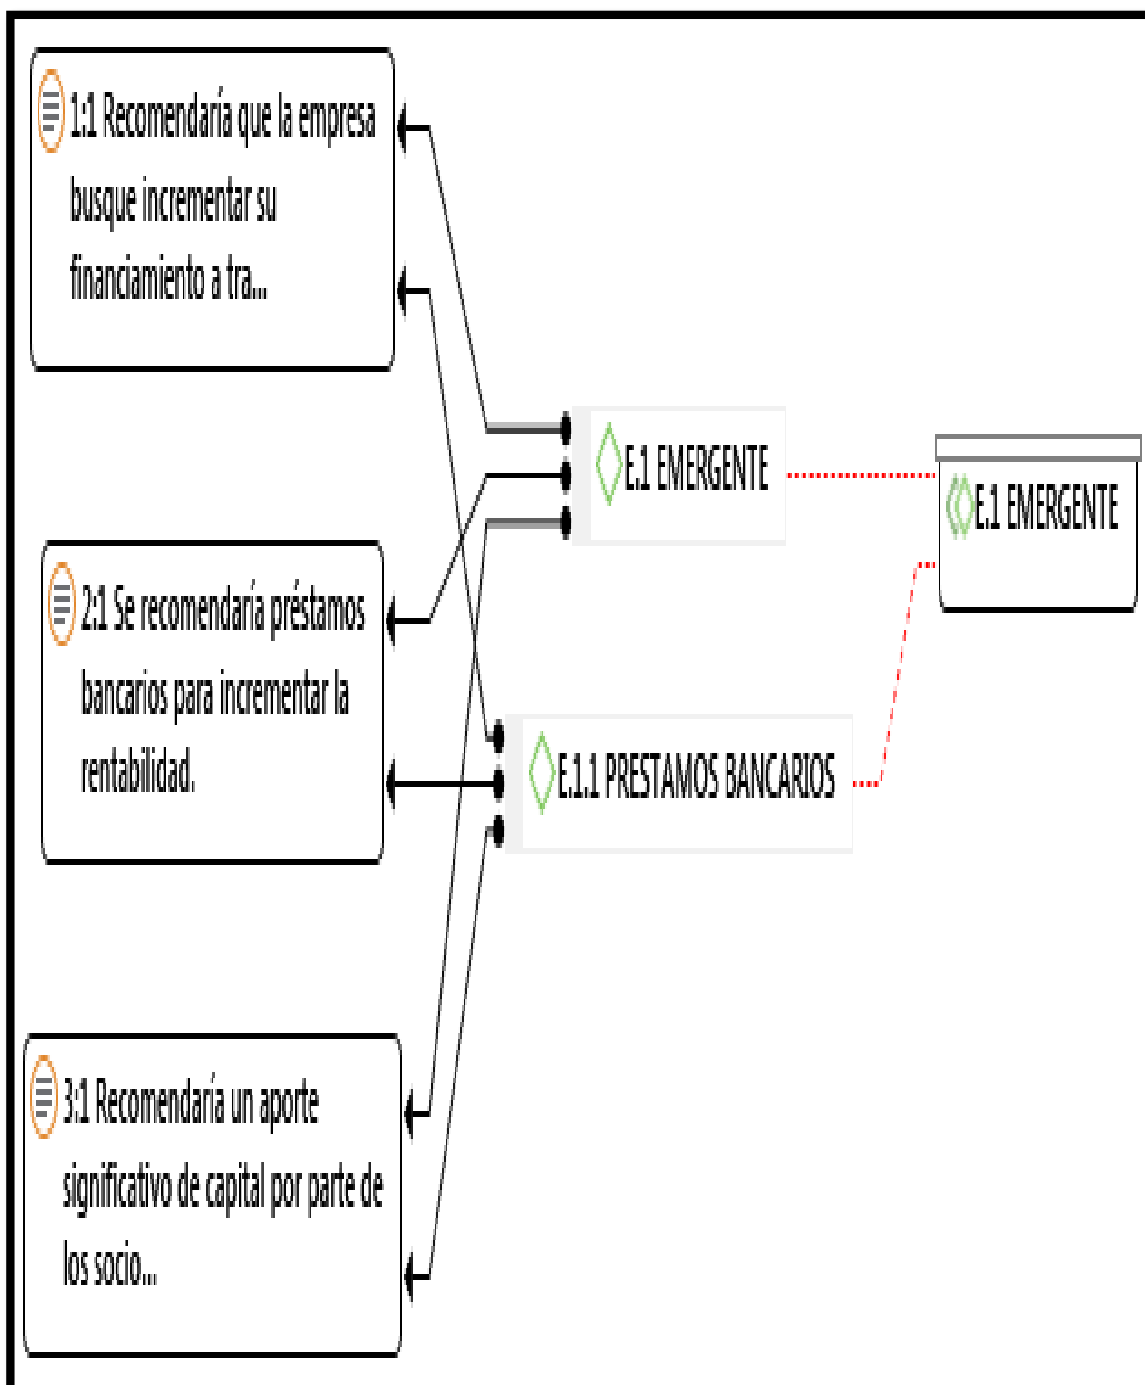 1:1 Recomendaría que la empresa
busque incrementar su
financiamiento a tra...
E.1 EMERGENTE
E.1 EMERGENTE
2:1 Se recomendaría préstamos
bancarios para incrementar la
rentabilidad.
E.1.1 PRESTAMOS BANCARIOS
3:1 Recomendaría un aporte
significativo de capital por parte de
los socio...